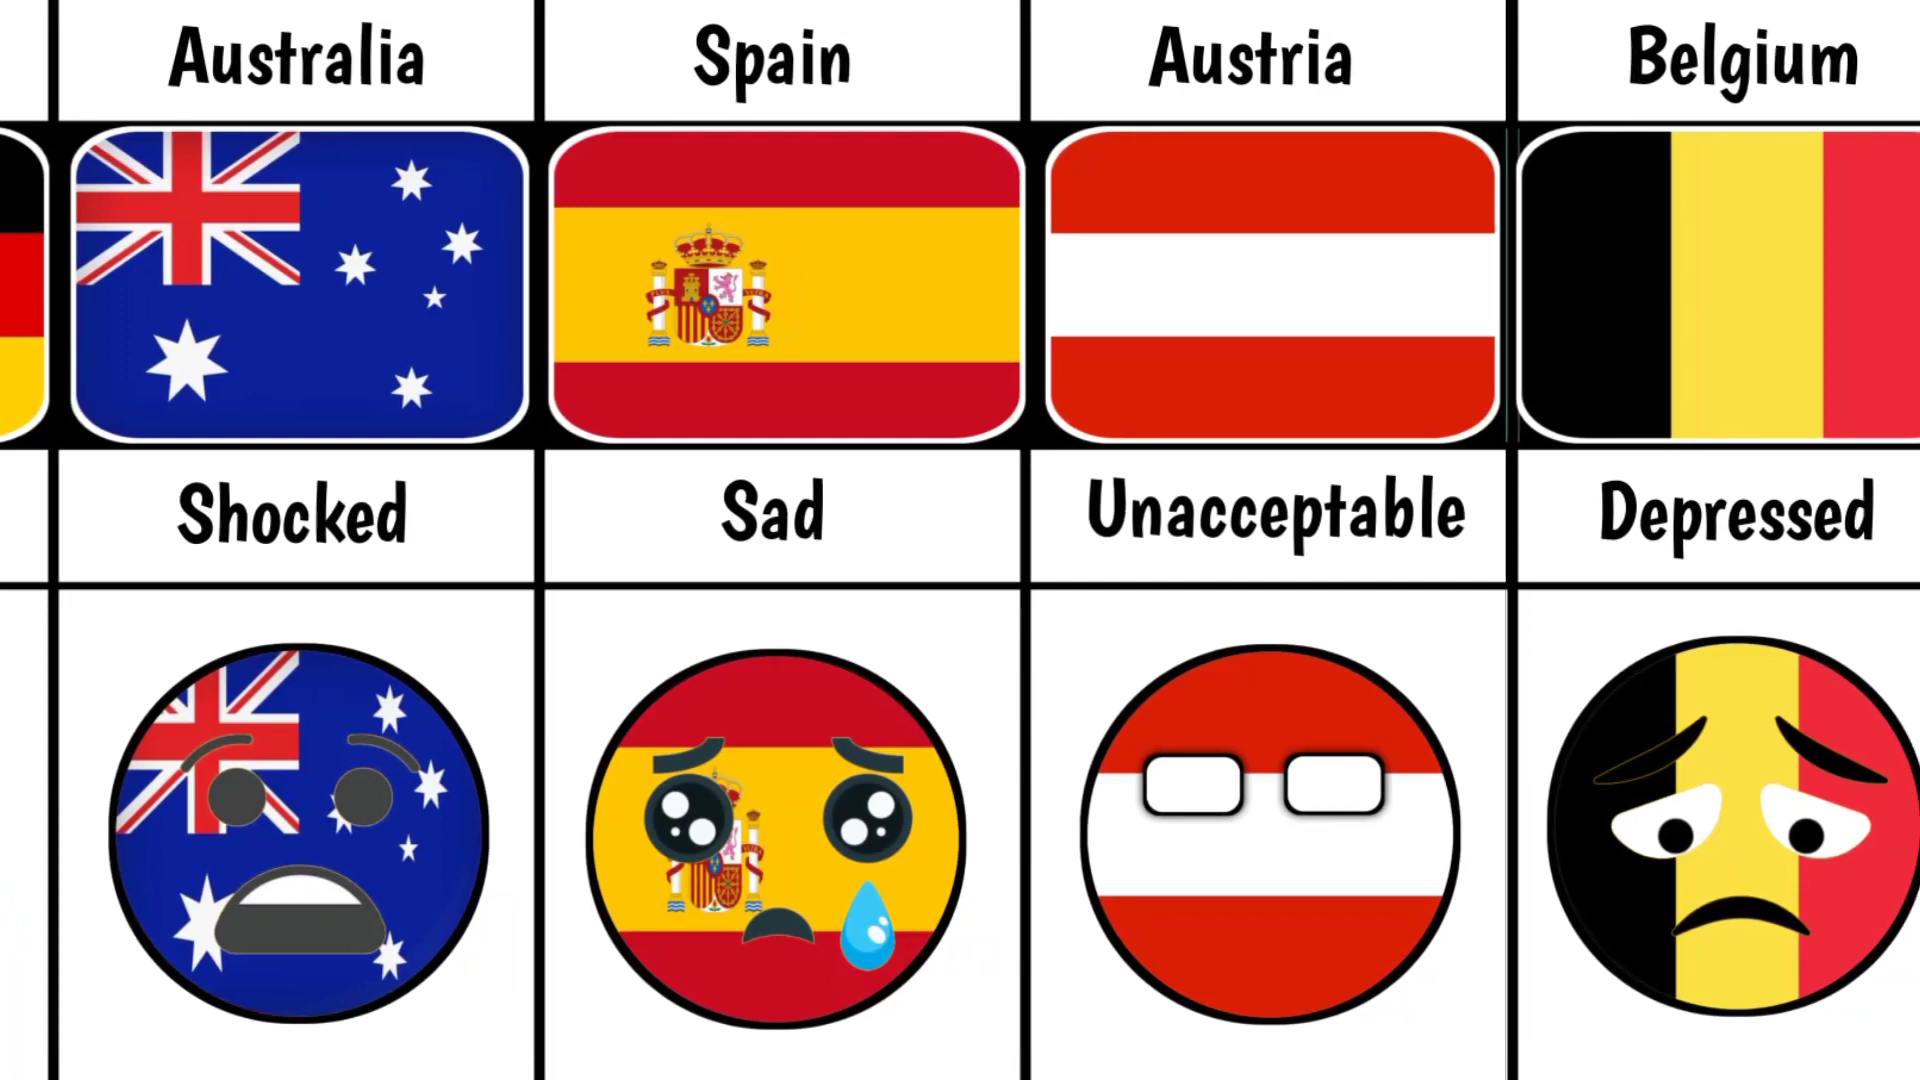 Australia
Spain
Austria
Belgium
Shocked
Sad
Unacceptable
Depressed